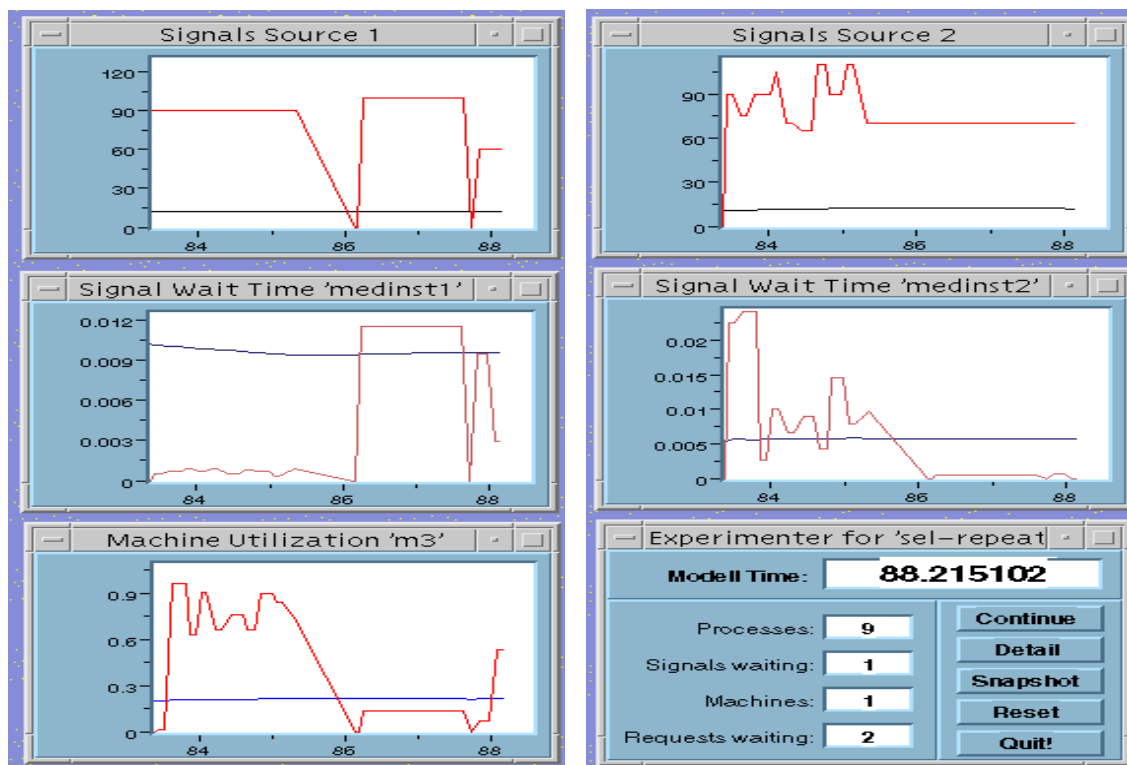 Signals Source 1
120
90
60
30
0
84 86 88
Signals Source 2
90
60
30
0
84 86 88
Signal Wait Time 'medinst1'
0.012
0.009
0.006
0.003
0
84 86 88
Signal Wait Time 'medinst2'
0.02
0.015
0.01
0.005
0
84 86 88
Machine Utilization 'm3'
0.9
0.6
0.3
0
84 86 88
Experimenter for 'sel-repeat
Modell Time: 88.215102
Processes: 9
Signals waiting: 1
Machines: 1
Requests waiting: 2
Continue
Detail
Snapshot
Reset
Quit!